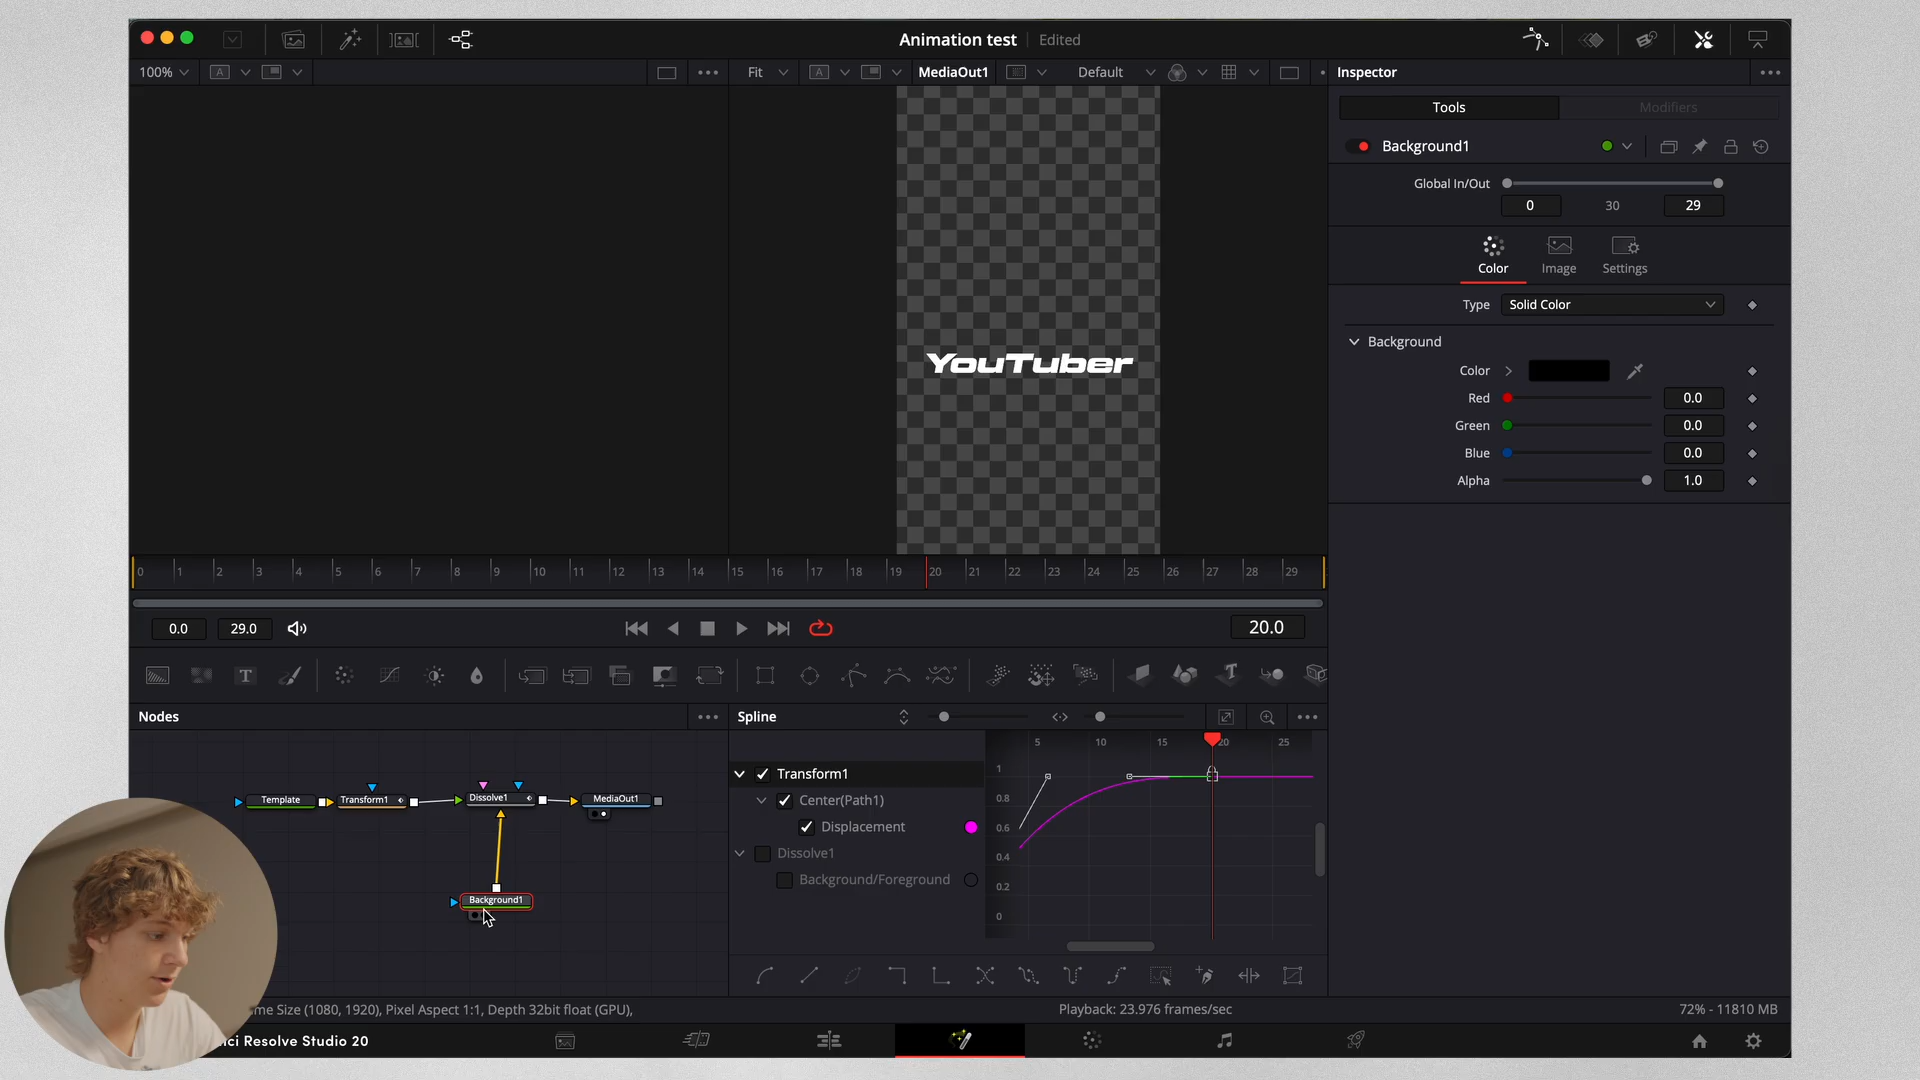 Animation test Edited
100% A Fit A MediaOut1 Default Inspector
Tools Modifiers
Background1
Global In/Out
0 30 29
Color Image Settings
Type Solid Color
Background
Color
Red 0.0
Green 0.0
Blue 0.0
Alpha 1.0
YouTuber
0 1 2 3 4 5 6 7 8 9 10 11 12 13 14 15 16 17 18 19 20 21 22 23 24 25 26 27 28 29
0.0 29.0 20.0
T T
Nodes Spline
5 10 15 20 25
Template Transform1 Dissolve1 MediaOut1
Background1
Transform1
Center(Path1)
Displacement
Dissolve1
Background/Foreground
1
0.8
0.6
0.4
0.2
0
me Size (1080, 1920), Pixel Aspect 1:1, Depth 32bit float (GPU), Playback: 23.976 frames/sec 72% - 11810 MB
ci Resolve Studio 20